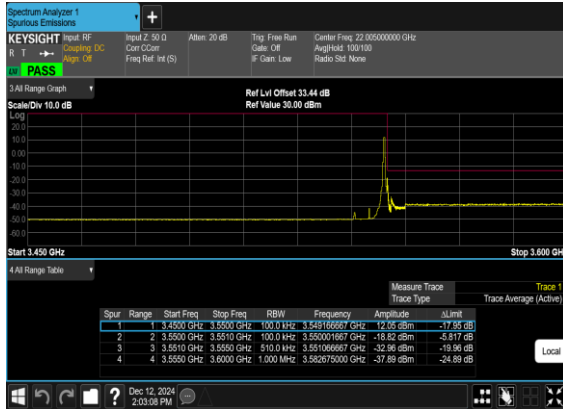 Spectrum Analyzer 1
Spurious Emissions
+
KEYSIGHT Input: RF Input Z: 50 Ω Atten: 20 dB Trig: Free Run Center Freq: 22.005000000 GHz
R T Coupling: DC Corr CCorr Gate: Off Avg|Hold: 100/100
Align: Off Freq Ref: Int (S) IF Gain: Low Radio Std: None
PASS
3 All Range Graph
Ref Lvl Offset 33.44 dB
Scale/Div 10.0 dB Ref Value 30.00 dBm
Log
20.0
10.0
0.00
-10.0
-20.0
-30.0
-40.0
-50.0
-60.0
Start 3.450 GHz Stop 3.600 GH
4 All Range Table
Measure Trace Trace 1
Trace Type Trace Average (Active)
Spur Range Start Freq Stop Freq RBW Frequency Amplitude ΔLimit
1 1 3.4500 GHz 3.5500 GHz 100.0 kHz 3.549166667 GHz 12.05 dBm -17.95 dB
2 2 3.5500 GHz 3.5510 GHz 100.0 kHz 3.550001667 GHz -18.82 dBm -5.817 dB
3 3 3.5510 GHz 3.5550 GHz 510.0 kHz 3.551066667 GHz -32.96 dBm -19.96 dB
4 4 3.5550 GHz 3.6000 GHz 1.000 MHz 3.582675000 GHz -37.89 dBm -24.89 dB
Local
? Dec 12, 2024
2:03:08 PM